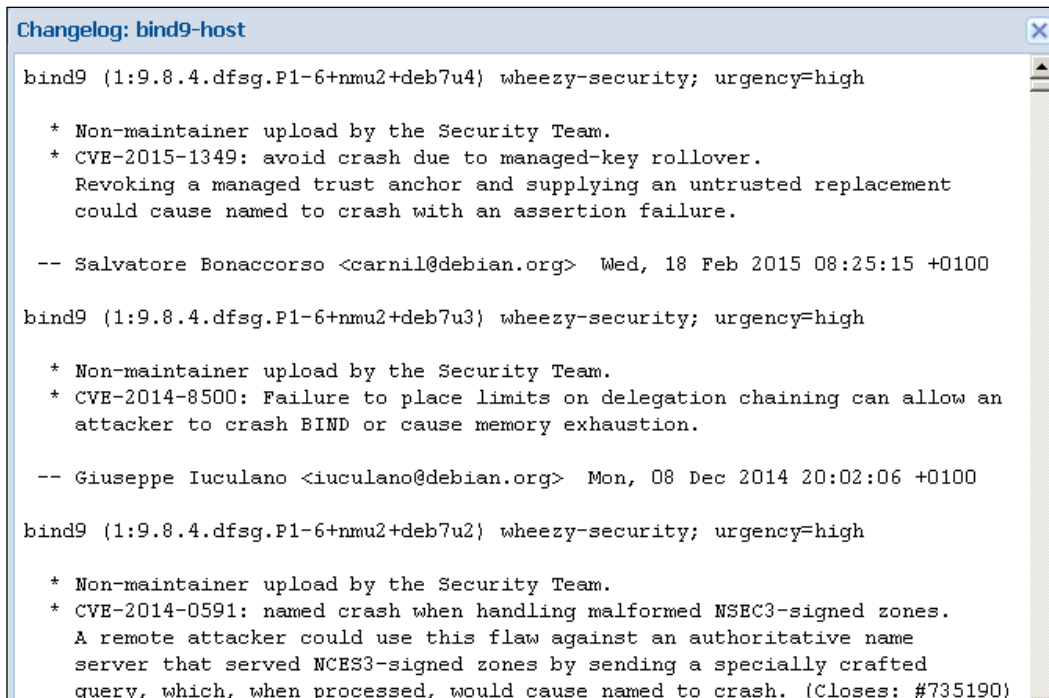 Changelog: bind9-host
bind9 (1:9.8.4.dfsg.P1-6+nmu2+deb7u4) wheezy-security; urgency=high
* Non-maintainer upload by the Security Team.
* CVE-2015-1349: avoid crash due to managed-key rollover.
Revoking a managed trust anchor and supplying an untrusted replacement
could cause named to crash with an assertion failure.
-- Salvatore Bonaccorso <carnil@debian.org>  Wed, 18 Feb 2015 08:25:15 +0100
bind9 (1:9.8.4.dfsg.P1-6+nmu2+deb7u3) wheezy-security; urgency=high
* Non-maintainer upload by the Security Team.
* CVE-2014-8500: Failure to place limits on delegation chaining can allow an
attacker to crash BIND or cause memory exhaustion.
-- Giuseppe Iuculano <iuculano@debian.org>  Mon, 08 Dec 2014 20:02:06 +0100
bind9 (1:9.8.4.dfsg.P1-6+nmu2+deb7u2) wheezy-security; urgency=high
* Non-maintainer upload by the Security Team.
* CVE-2014-0591: named crash when handling malformed NSEC3-signed zones.
A remote attacker could use this flaw against an authoritative name
server that served NCES3-signed zones by sending a specially crafted
query, which, when processed, would cause named to crash. (Closes: #735190)